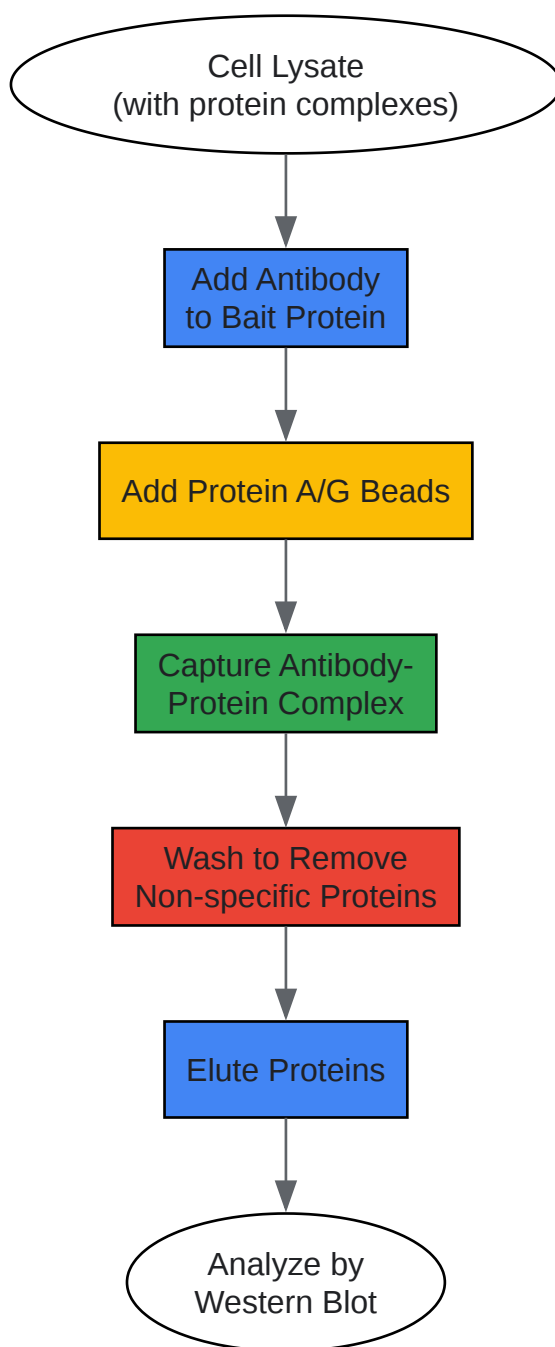 Cell Lysate
(with protein complexes)
Add Antibody
to Bait Protein
Add Protein A/G Beads
Capture Antibody-
Protein Complex
Wash to Remove
Non-specific Proteins
Elute Proteins
Analyze by
Western Blot